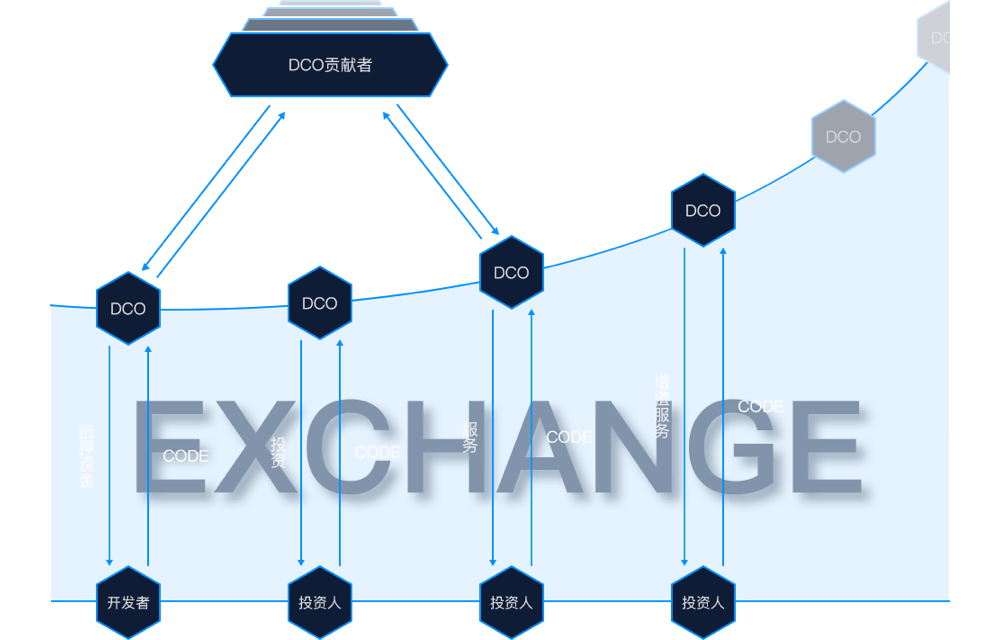 DCO贡献者
DC
DCO
DCO
DCO
DCO
DCO
EXCHANGE
抵押资金
CODE
投资
CODE
服务
CODE
增值服务
CODE
开发者
投资人
投资人
投资人